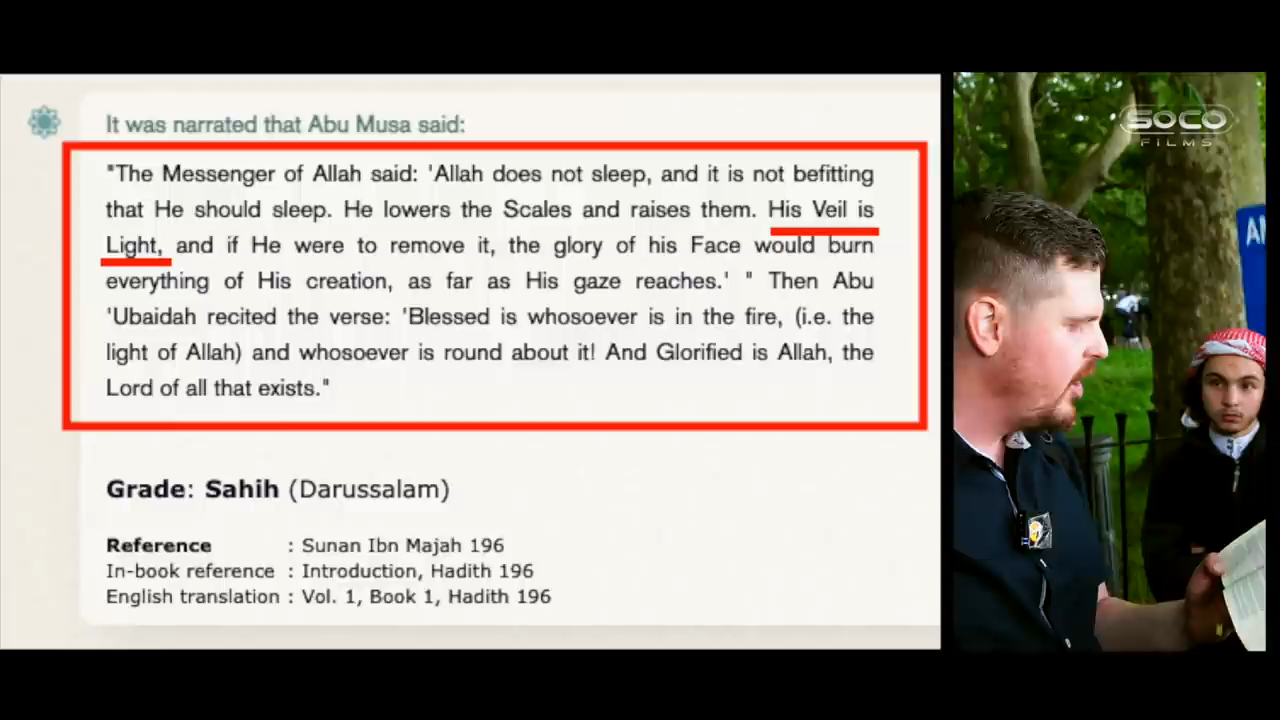 It was narrated that Abu Musa said:
"The Messenger of Allah said: 'Allah does not sleep, and it is not befitting
that He should sleep. He lowers the Scales and raises them. His Veil is
Light, and if He were to remove it, the glory of his Face would burn
everything of His creation, as far as His gaze reaches.' " Then Abu
'Ubaidah recited the verse: 'Blessed is whosoever is in the fire, (i.e. the
light of Allah) and whosoever is round about it! And Glorified is Allah, the
Lord of all that exists."
Grade: Sahih (Darussalam)
Reference : Sunan Ibn Majah 196
In-book reference : Introduction, Hadith 196
English translation : Vol. 1, Book 1, Hadith 196
SOCO
FILMS